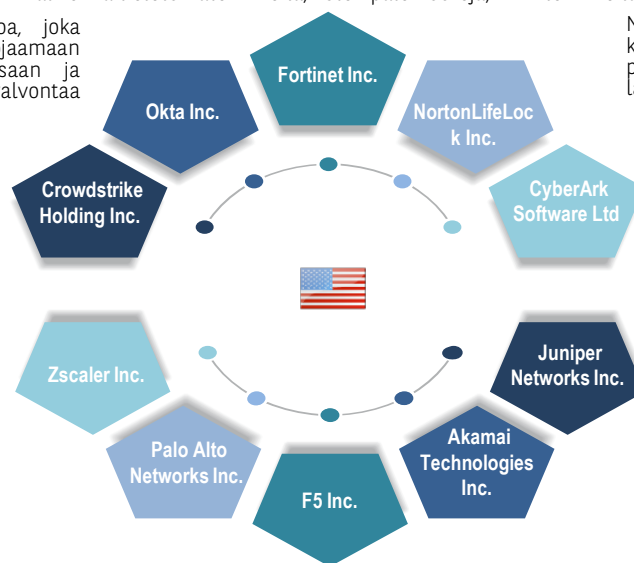 oa, joka
jaamaan
saan ja
alvontaa
Fortinet Inc.
Okta Inc.
NortonLifeLoc
k Inc.
Crowdstrike
Holding Inc.
CyberArk
Software Ltd
Zscaler Inc.
Juniper
Networks Inc.
Palo Alto
Networks Inc.
Akamai
Technologies
Inc.
F5 Inc.